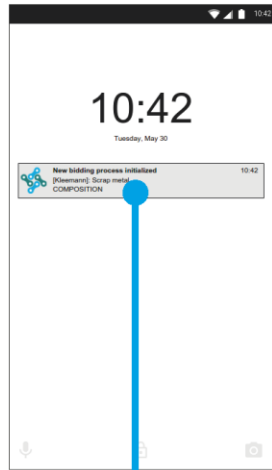 10:42
10:42
Tuesday, May 30
New bidding process initialized 10:42
[Kleemann]: Scrap metal
COMPOSITION